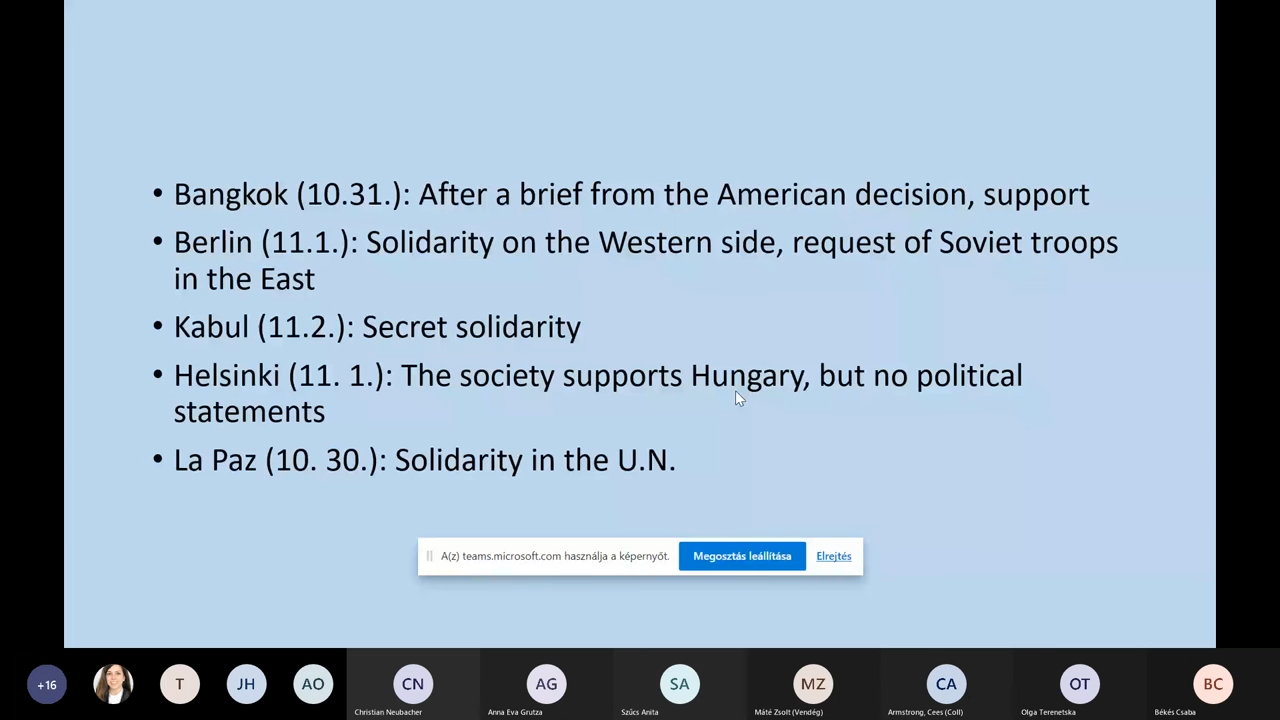 • Bangkok (10.31.): After a brief from the American decision, support
• Berlin (11.1.): Solidarity on the Western side, request of Soviet troops
in the East
• Kabul (11.2.): Secret solidarity
• Helsinki (11. 1.): The society supports Hungary, but no political
statements
• La Paz (10. 30.): Solidarity in the U.N.
A(z) teams.microsoft.com használja a képernyőt. Megosztás leállítása Elrejtés
+16 T JH AO CN AG SA MZ CA OT BC
Christian Neubacher Anna Eva Grutza Szűcs Anita Máté Zsolt (Vendég) Armstrong, Cees (Coll) Olga Terenetska Békés Csaba